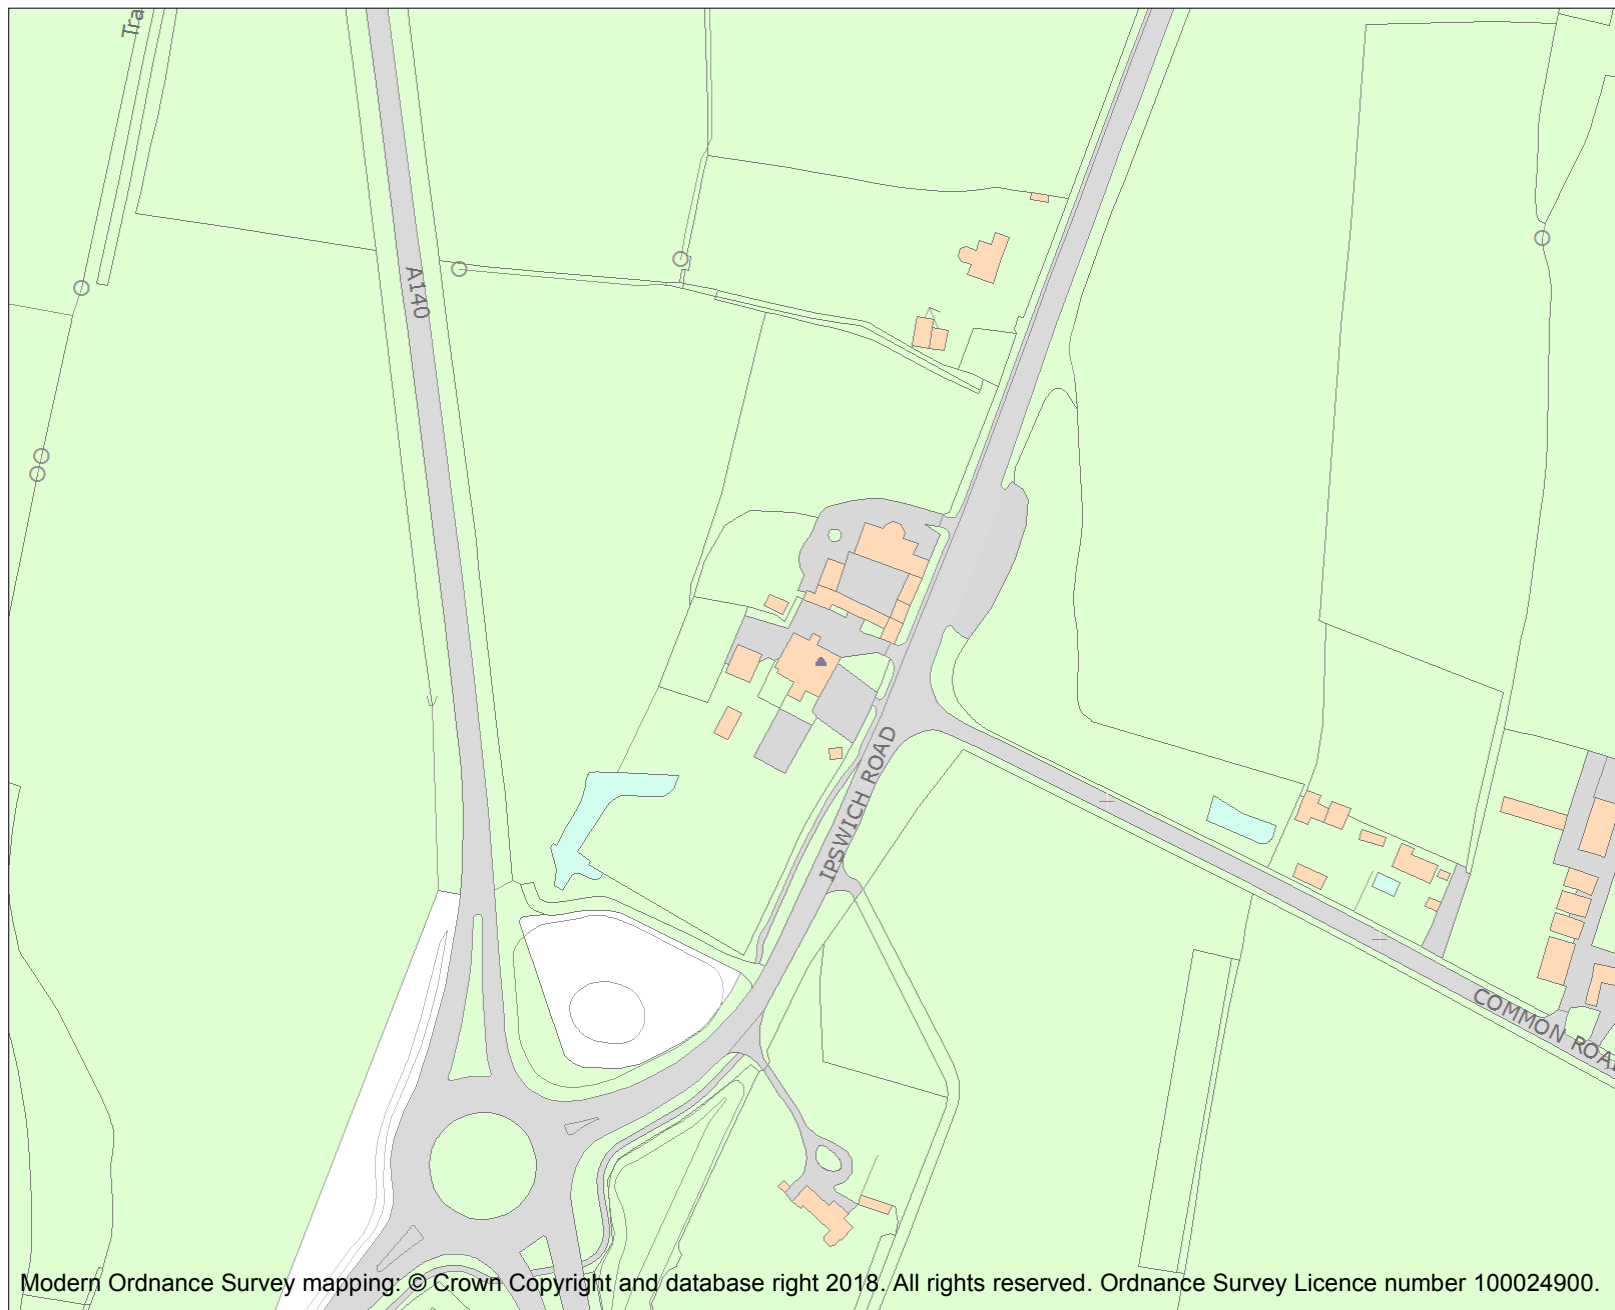 Tra
A140
IPSWICH ROAD
COMMON ROA
Modern Ordnance Survey mapping: © Crown Copyright and database right 2018. All rights reserved. Ordnance Survey Licence number 100024900.